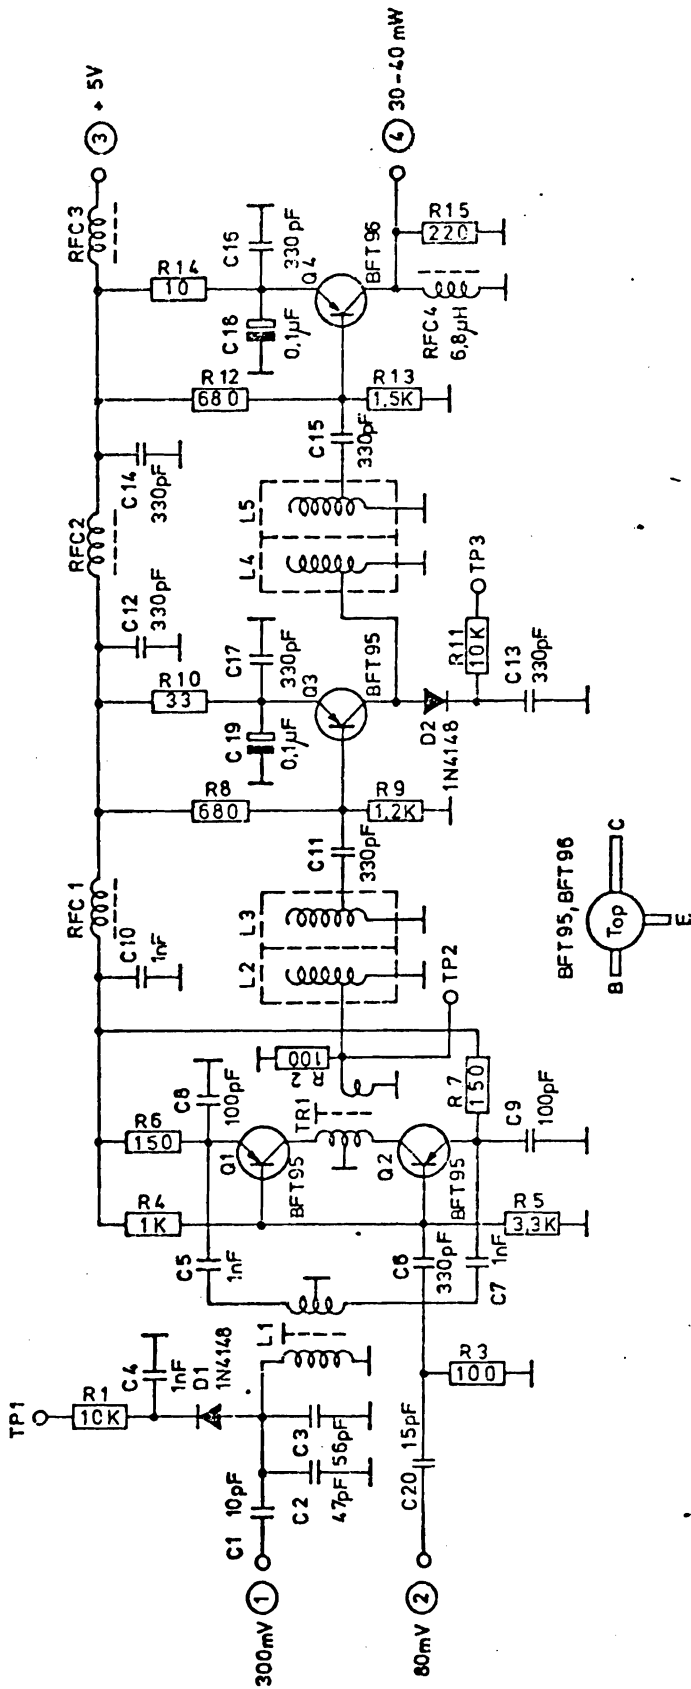 3 + 5V
RFC3
R14
10
C16
330pF
C18
0,1µF
Q4
BFT96
4 30-40 mW
R15
220
RFC4
6,8µH
R12
680
R13
1,5K
C15
330pF
C14
330pF
RFC2
C12
330pF
L5
L4
R10
33
C17
330pF
C19
0,1µF
Q3
BFT95
D2
1N4148
R11
10K
TP3
C13
330pF
R8
680
R9
1,2K
C11
330pF
RFC1
C10
1nF
L3
L2
TP2
R2
100
BFT95, BFT96
B
Top
C
E
R6
150
C8
100pF
Q1
BFT95
TR1
Q2
BFT95
R7
150
C9
100pF
R4
1K
R5
3,3K
C5
1nF
C6
330pF
C7
1nF
L1
TP1
R1
10K
C4
1nF
D1
1N4148
C3
56pF
C2
47pF
C1 10pF
300mV 1
R3
100
C20 15pF
80mV 2